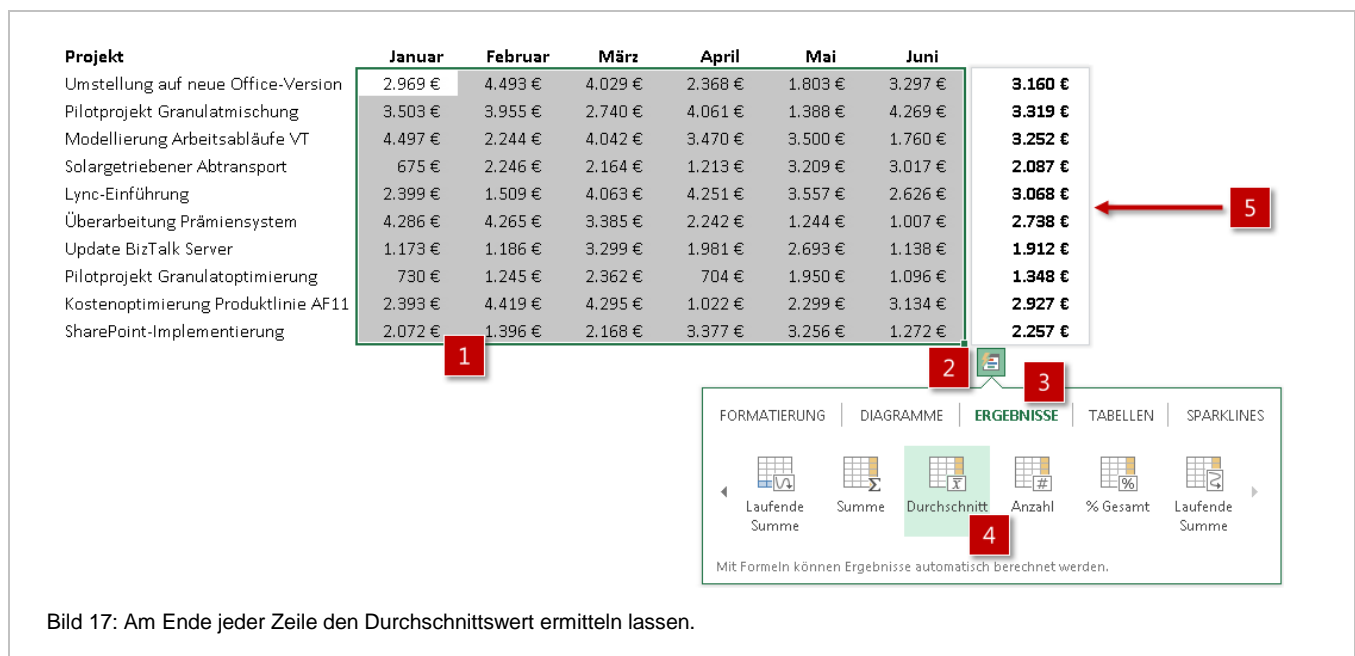 Projekt Januar Februar März April Mai Juni
Umstellung auf neue Office-Version 2.969 € 4.493 € 4.029 € 2.368 € 1.803 € 3.297 € 3.160 €
Pilotprojekt Granulatmischung 3.503 € 3.955 € 2.740 € 4.061 € 1.388 € 4.269 € 3.319 €
Modellierung Arbeitsabläufe VT 4.497 € 2.244 € 4.042 € 3.470 € 3.500 € 1.760 € 3.252 €
Solargetriebener Abtransport 675 € 2.246 € 2.164 € 1.213 € 3.209 € 3.017 € 2.087 €
Lync-Einführung 2.399 € 1.509 € 4.063 € 4.251 € 3.557 € 2.626 € 3.068 €
Überarbeitung Prämiensystem 4.286 € 4.265 € 3.385 € 2.242 € 1.244 € 1.007 € 2.738 €
Update BizTalk Server 1.173 € 1.186 € 3.299 € 1.981 € 2.693 € 1.138 € 1.912 €
Pilotprojekt Granulatoptimierung 730 € 1.245 € 2.362 € 704 € 1.950 € 1.096 € 1.348 €
Kostenoptimierung Produktlinie AF11 2.393 € 4.419 € 4.295 € 1.022 € 2.299 € 3.134 € 2.927 €
SharePoint-Implementierung 2.072 € 1.396 € 2.168 € 3.377 € 3.256 € 1.272 € 2.257 €
5
1
2
3
FORMATIERUNG DIAGRAMME ERGEBNISSE TABELLEN SPARKLINES
Laufende Summe Durchschnitt Anzahl % Gesamt Laufende
Summe Summe
4
Mit Formeln können Ergebnisse automatisch berechnet werden.
Bild 17: Am Ende jeder Zeile den Durchschnittswert ermitteln lassen.